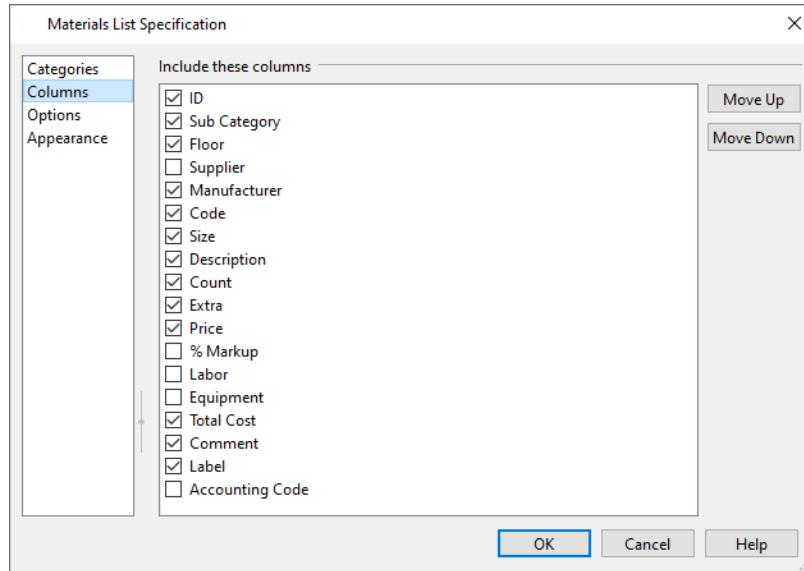 Materials List Specification
Categories
Columns
Options
Appearance
Include these columns
ID
Sub Category
Floor
Supplier
Manufacturer
Code
Size
Description
Count
Extra
Price
% Markup
Labor
Equipment
Total Cost
Comment
Label
Accounting Code
Move Up
Move Down
OK Cancel Help